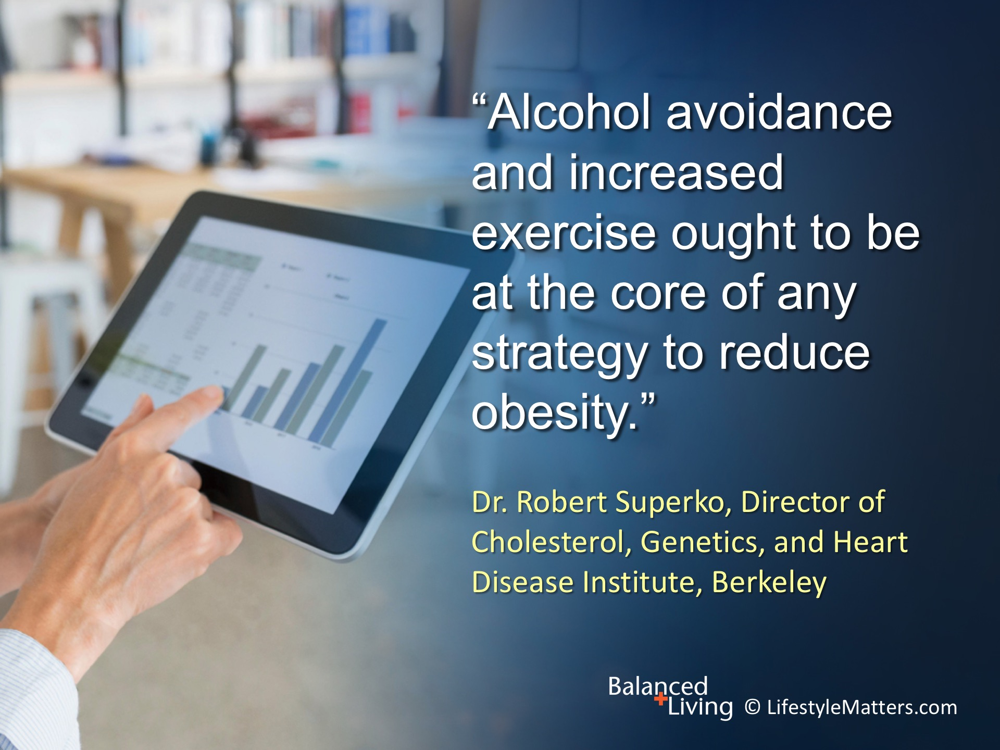 “Alcohol avoidance
and increased
exercise ought to be
at the core of any
strategy to reduce
obesity.”
Dr. Robert Superko, Director of
Cholesterol, Genetics, and Heart
Disease Institute, Berkeley
Balanced
Living © LifestyleMatters.com